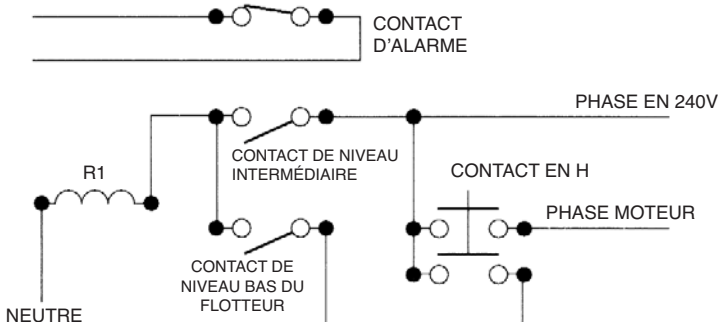 CONTACT
D'ALARME
PHASE EN 240V
CONTACT DE NIVEAU
INTERMÉDIAIRE
CONTACT EN H
R1
PHASE MOTEUR
CONTACT DE
NIVEAU BAS DU
FLOTTEUR
NEUTRE